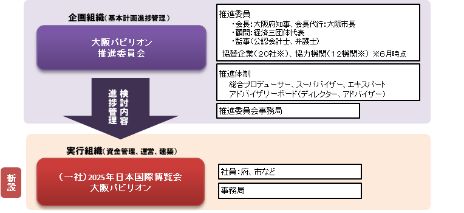 企画組織(基本計画進捗管理)
大阪パビリオン
推進委員会
推進委員
・会長:大阪府知事、会長代行:大阪市長
・顧問:経済三団体代表
・監事(公認会計士、弁護士)
協賛企業(20社※)、協力機関(12機関※) ※6月時点
推進体制
総合プロデューサー、スーパバイザー、エキスパート
アドバイザリーボード(ディレクター、アドバイザー)
推進委員会事務局
検討内容
進捗管理
実行組織(資金管理、運営、建築)
新設
(一社)2025年日本国際博覧会
大阪パビリオン
社員:府、市など
事務局